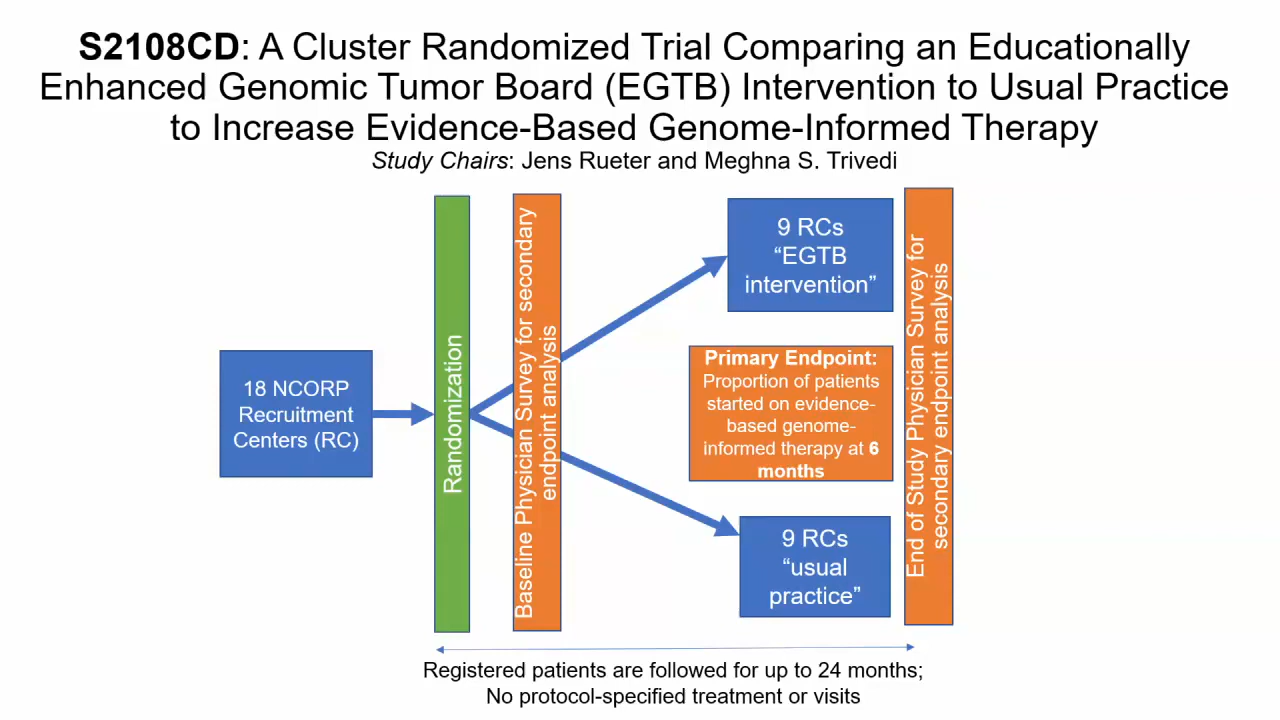 S2108CD: A Cluster Randomized Trial Comparing an Educationally
Enhanced Genomic Tumor Board (EGTB) Intervention to Usual Practice
to Increase Evidence-Based Genome-Informed Therapy
Study Chairs: Jens Rueter and Meghna S. Trivedi
18 NCORP
Recruitment
Centers (RC)
Randomization
Baseline Physician Survey for secondary
endpoint analysis
9 RCs
“EGTB
intervention”
Primary Endpoint:
Proportion of patients
started on evidence-
based genome-
informed therapy at 6
months
9 RCs
“usual
practice”
End of Study Physician Survey for
secondary endpoint analysis
Registered patients are followed for up to 24 months;
No protocol-specified treatment or visits